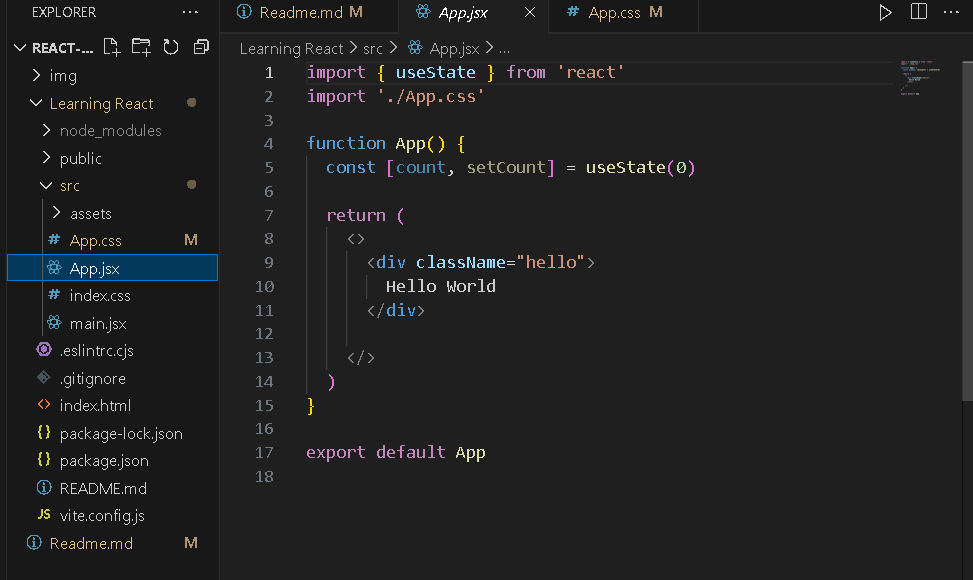 EXPLORER ...
REACT-...
img
Learning React
node_modules
public
src
assets
# App.css M
App.jsx
# index.css
main.jsx
.eslintrc.cjs
.gitignore
<> index.html
{} package-lock.json
{} package.json
README.md
JS vite.config.js
Readme.md M
Readme.md M
App.jsx
# App.css M
...
Learning React > src > App.jsx > ...
1 import { useState } from 'react'
2 import './App.css'
3
4 function App() {
5 const [count, setCount] = useState(0)
6
7 return (
8 <>
9 <div className="hello">
10 Hello World
11 </div>
12
13 </>
14 )
15 }
16
17 export default App
18